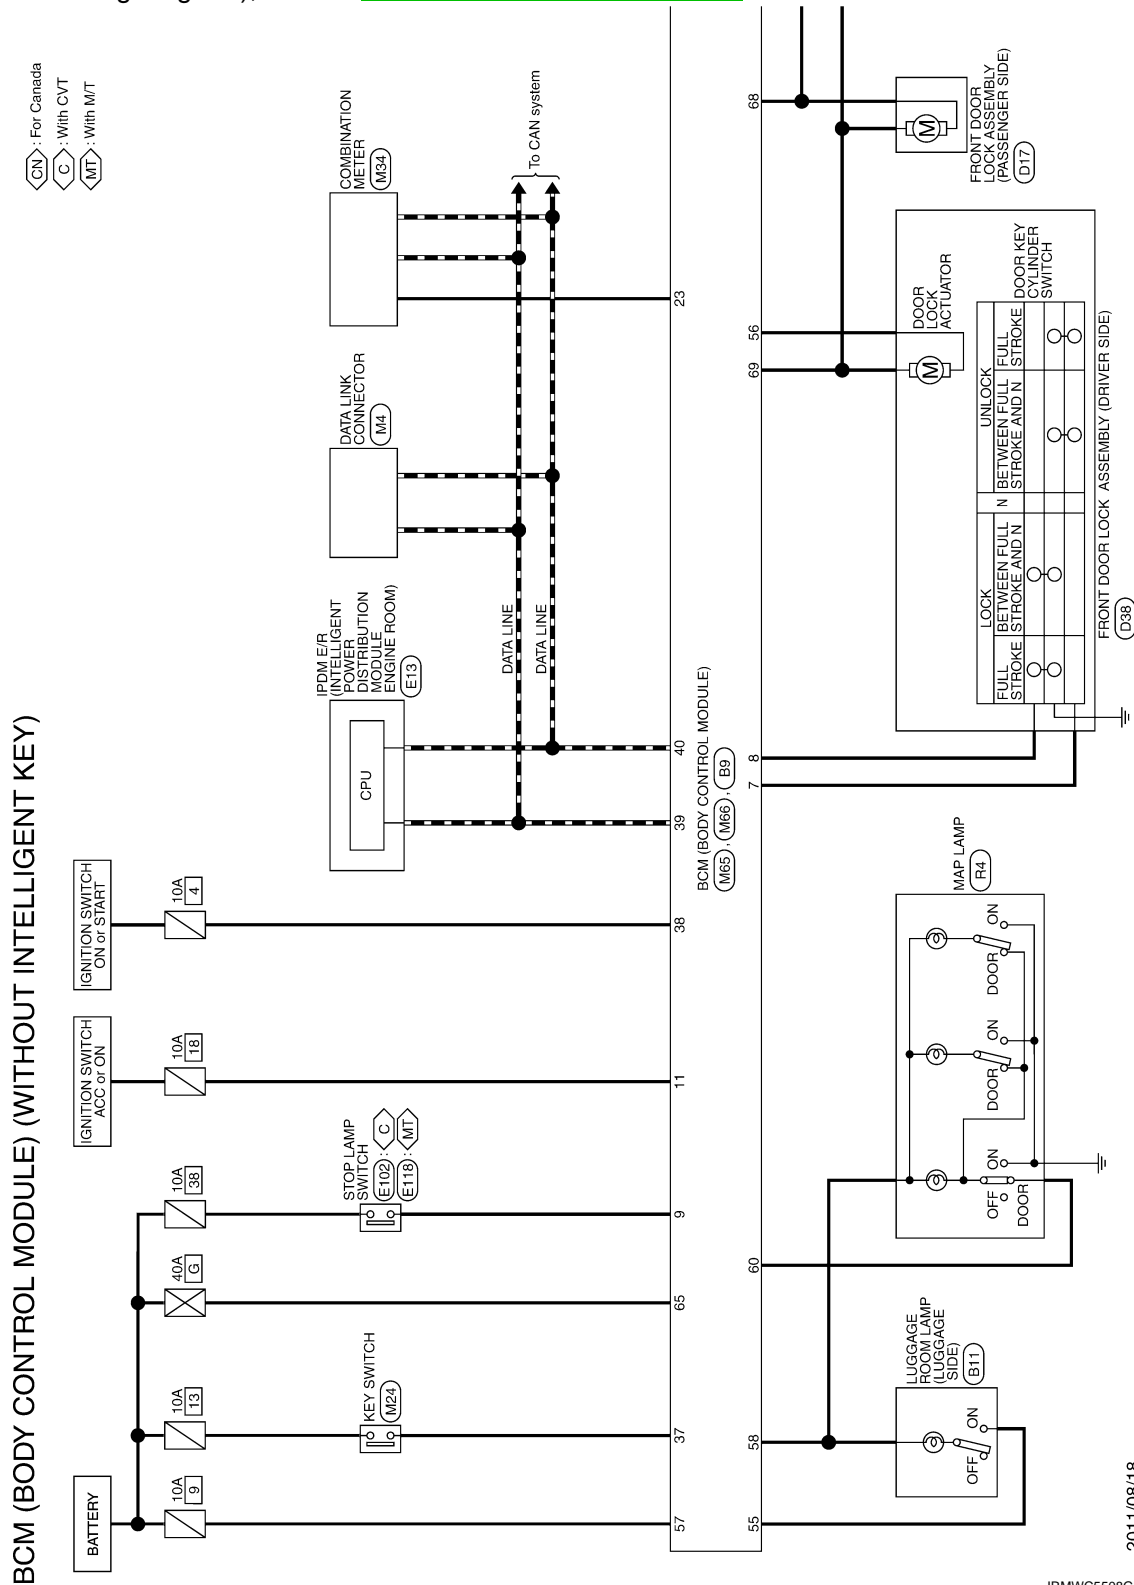 BCM (BODY CONTROL MODULE) (WITHOUT INTELLIGENT KEY)
BATTERY
IGNITION SWITCH
ACC or ON
IGNITION SWITCH
ON or START
10A
9
10A
13
40A
G
10A
38
10A
18
10A
4
KEY SWITCH
M24
STOP LAMP
SWITCH
E102 : C
E118 : MT
IPDM E/R
(INTELLIGENT
POWER
DISTRIBUTION
MODULE
ENGINE ROOM)
E13
CPU
DATA LINK
CONNECTOR
M4
COMBINATION
METER
M34
CN : For Canada
C : With CVT
MT : With M/T
DATA LINE
DATA LINE
To CAN system
57
37
65
9
11
38
39
40
23
BCM (BODY CONTROL MODULE)
M65 , M66 , B9
55
58
60
7
8
69
56
68
LUGGAGE
ROOM LAMP
(LUGGAGE
SIDE)
B11
OFF
ON
MAP LAMP
R4
OFF
ON
DOOR
DOOR
ON
DOOR
ON
DOOR
LOCK
ACTUATOR
M
LOCK
N
UNLOCK
FULL
STROKE
BETWEEN FULL
STROKE AND N
BETWEEN FULL
STROKE AND N
FULL
STROKE
DOOR KEY
CYLINDER
SWITCH
FRONT DOOR LOCK ASSEMBLY (DRIVER SIDE)
D38
M
FRONT DOOR
LOCK ASSEMBLY
(PASSENGER SIDE)
D17